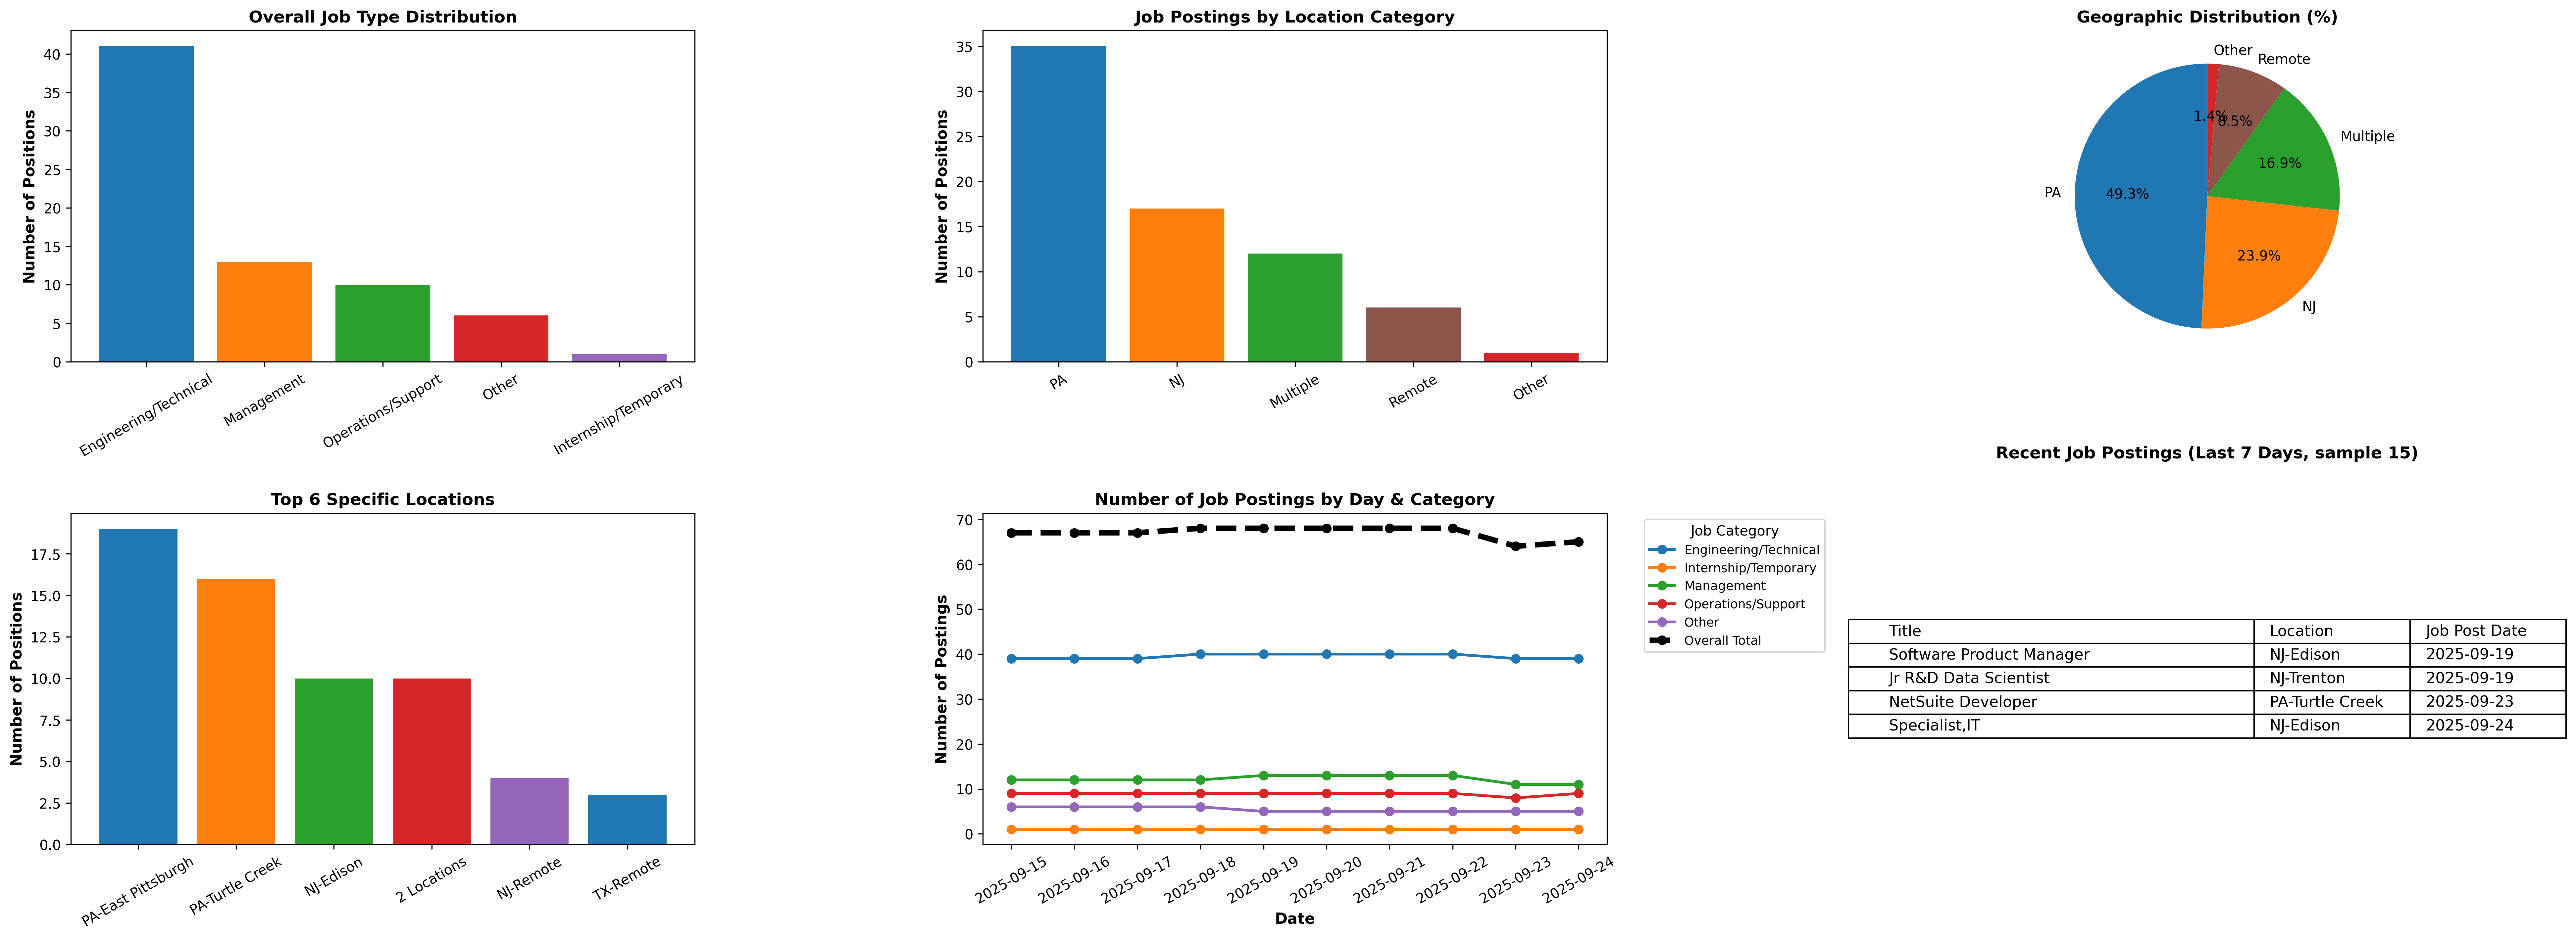 Overall Job Type Distribution
Number of Positions
40
35
30
25
20
15
10
5
0
Engineering/Technical
Management
Operations/Support
Other
Internship/Temporary
Job Postings by Location Category
Number of Positions
35
30
25
20
15
10
5
0
PA
NJ
Multiple
Remote
Other
Geographic Distribution (%)
Other
Remote
Multiple
PA
NJ
1.4%
8.5%
16.9%
49.3%
23.9%
Top 6 Specific Locations
Number of Positions
17.5
15.0
12.5
10.0
7.5
5.0
2.5
0.0
PA-East Pittsburgh
PA-Turtle Creek
NJ-Edison
2 Locations
NJ-Remote
TX-Remote
Number of Job Postings by Day & Category
Number of Postings
70
60
50
40
30
20
10
0
2025-09-15
2025-09-16
2025-09-17
2025-09-18
2025-09-19
2025-09-20
2025-09-21
2025-09-22
2025-09-23
2025-09-24
Date
Job Category
Engineering/Technical
Internship/Temporary
Management
Operations/Support
Other
Overall Total
Recent Job Postings (Last 7 Days, sample 15)
Title Location Job Post Date
Software Product Manager NJ-Edison 2025-09-19
Jr R&D Data Scientist NJ-Trenton 2025-09-19
NetSuite Developer PA-Turtle Creek 2025-09-23
Specialist,IT NJ-Edison 2025-09-24